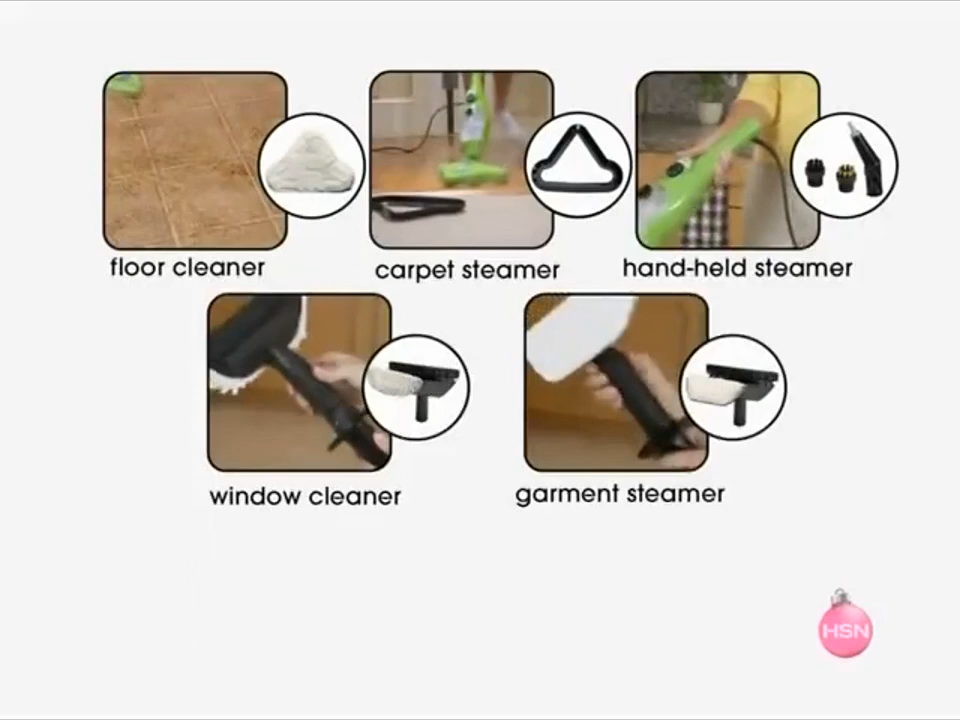 floor cleaner
carpet steamer
hand-held steamer
window cleaner
garment steamer
HSN